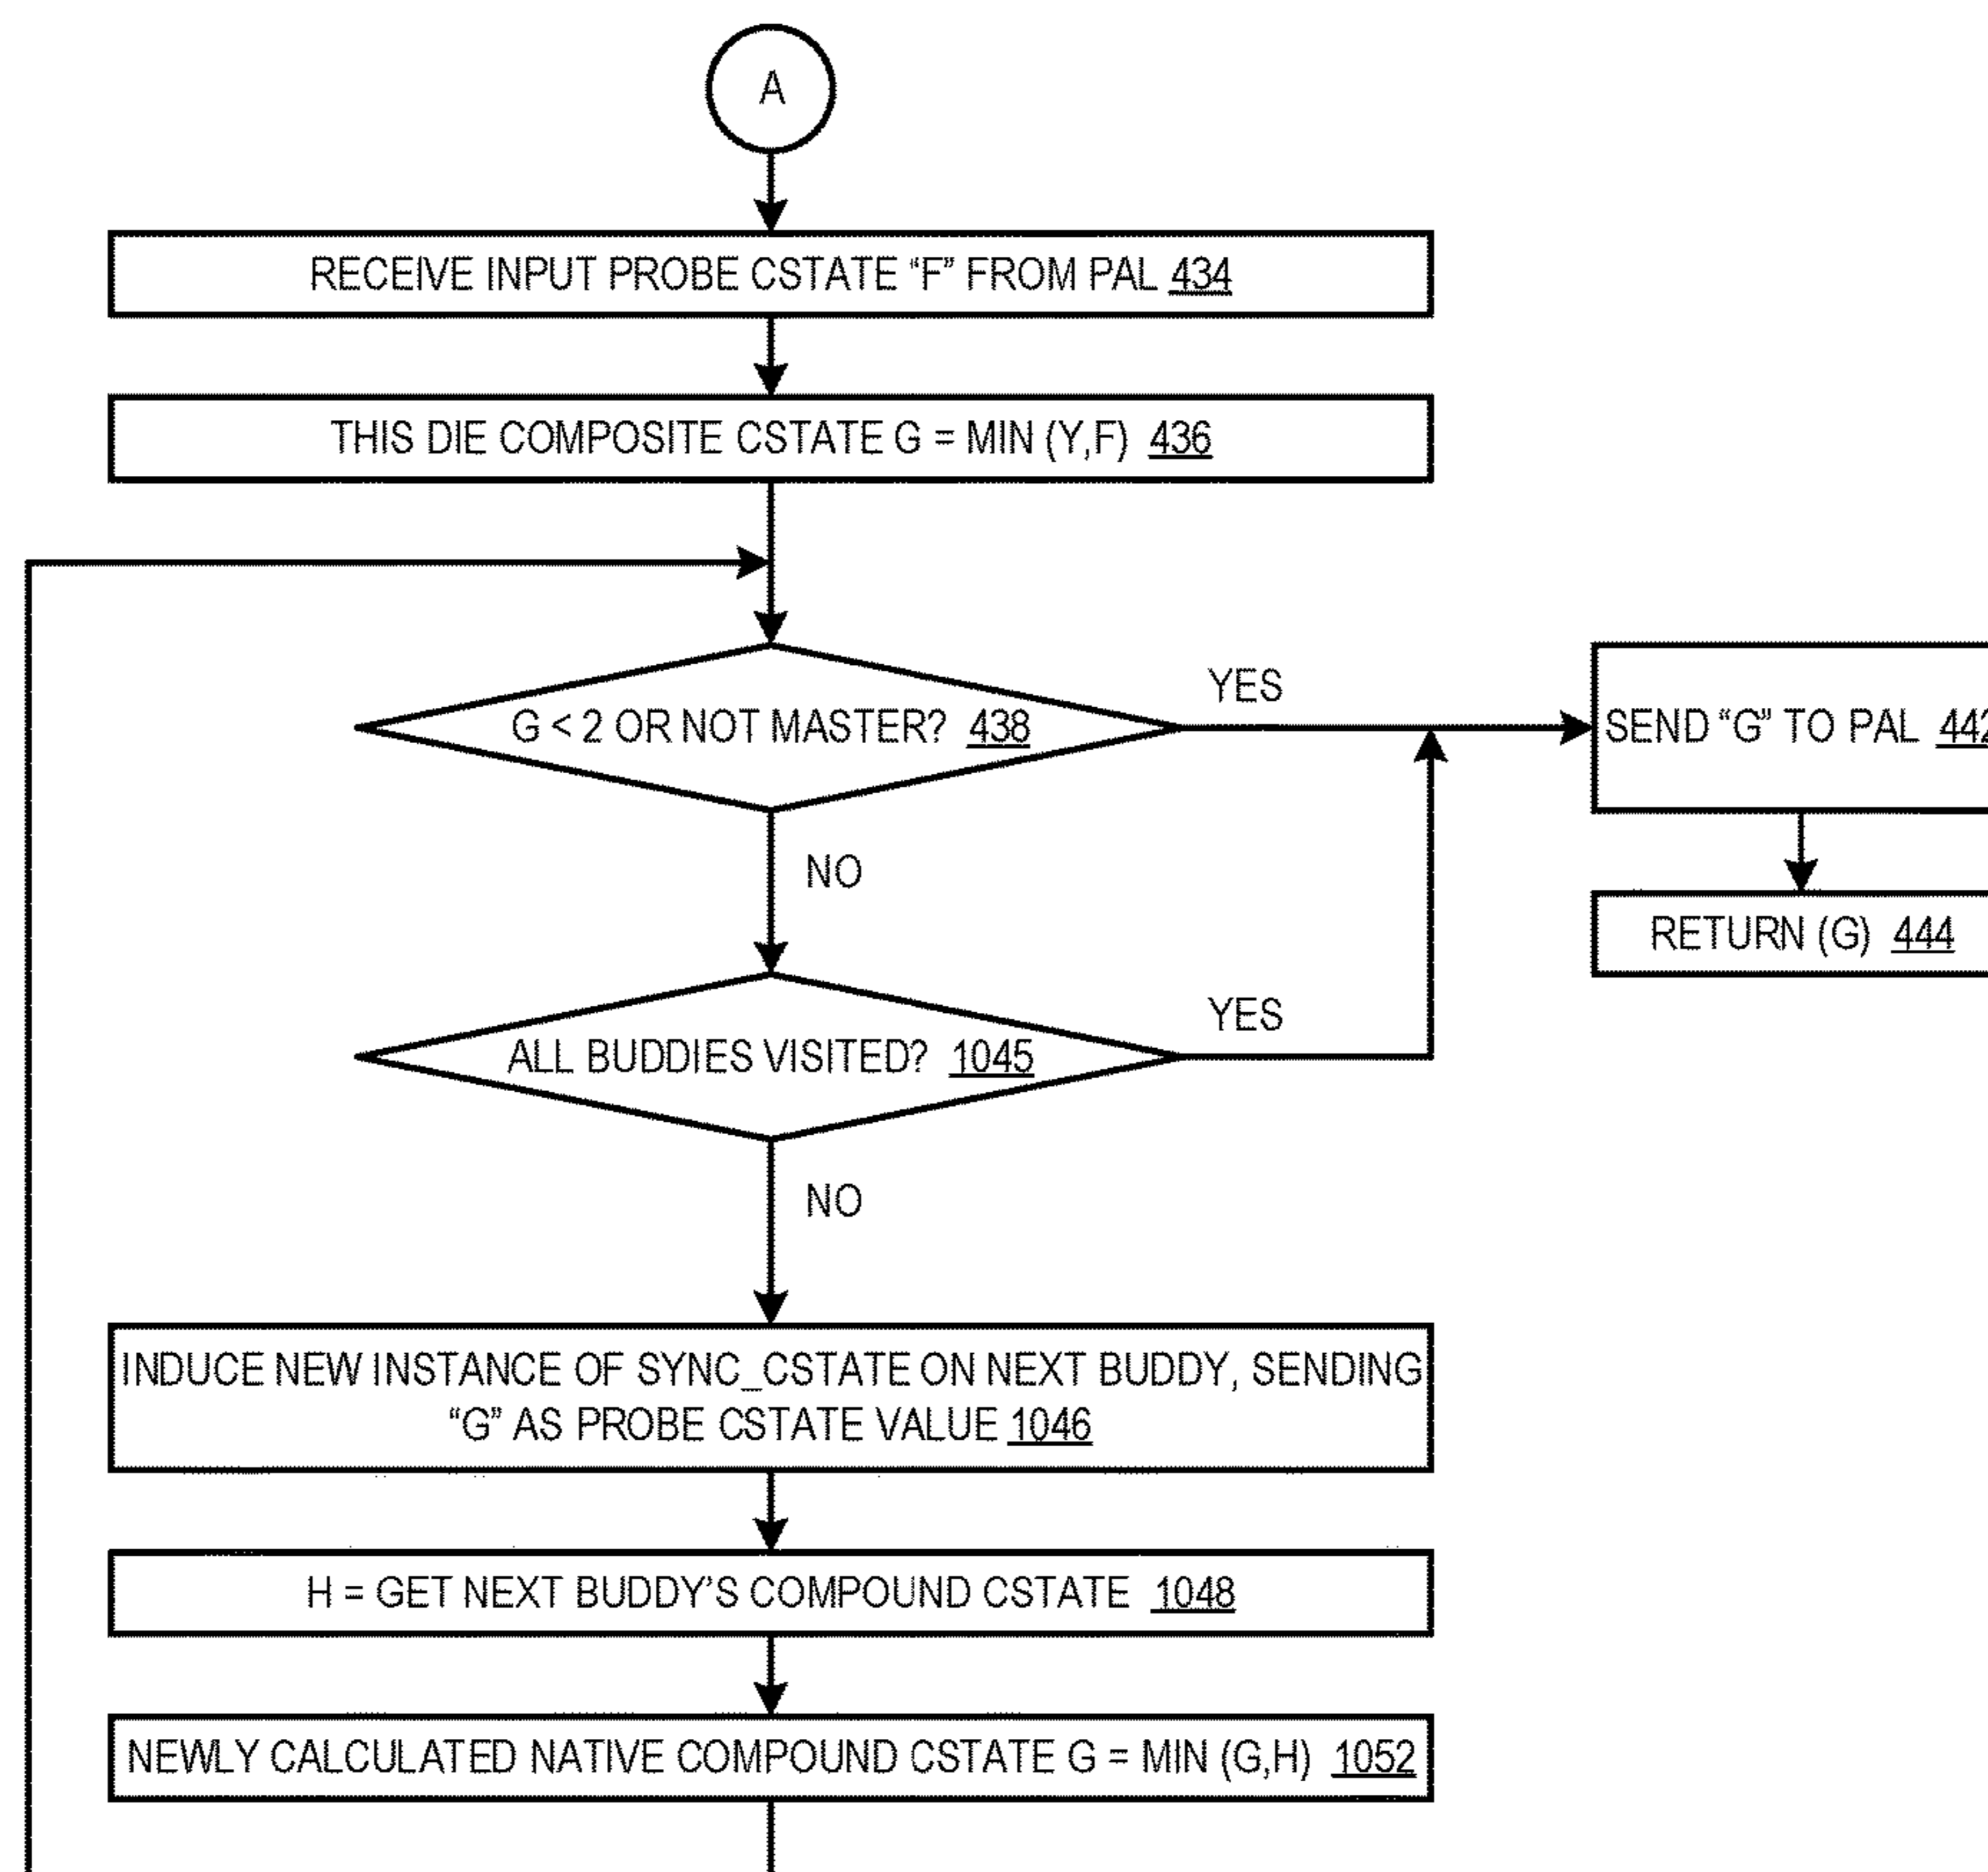 A
RECEIVE INPUT PROBE CSTATE “F” FROM PAL 434
THIS DIE COMPOSITE CSTATE G = MIN (Y,F) 436
YES
G < 2 OR NOT MASTER? 438
SEND “G” TO PAL 442
NO
RETURN (G) 444
YES
ALL BUDDIES VISITED? 1045
NO
INDUCE NEW INSTANCE OF SYNC_CSTATE ON NEXT BUDDY, SENDING
“G” AS PROBE CSTATE VALUE 1046
H = GET NEXT BUDDY’S COMPOUND CSTATE 1048
NEWLY CALCULATED NATIVE COMPOUND CSTATE G = MIN (G,H) 1052